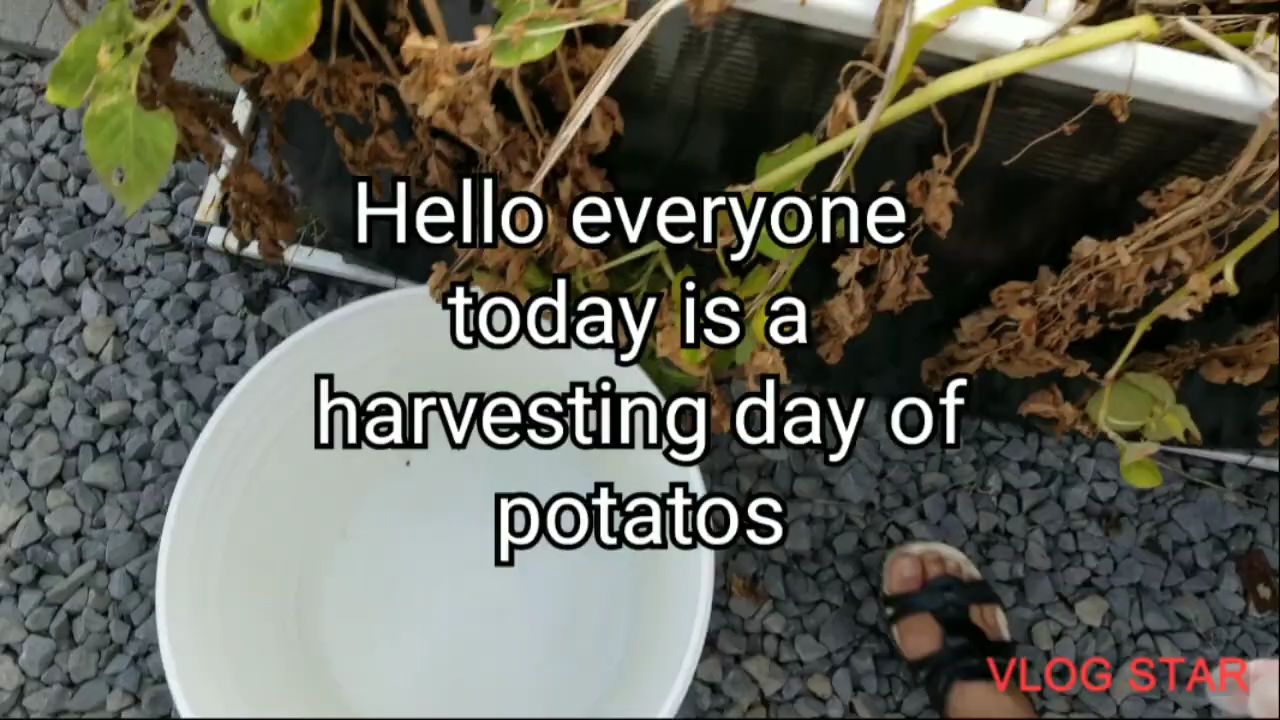 Hello everyone
today is a
harvesting day of
potatos
VLOG STAR